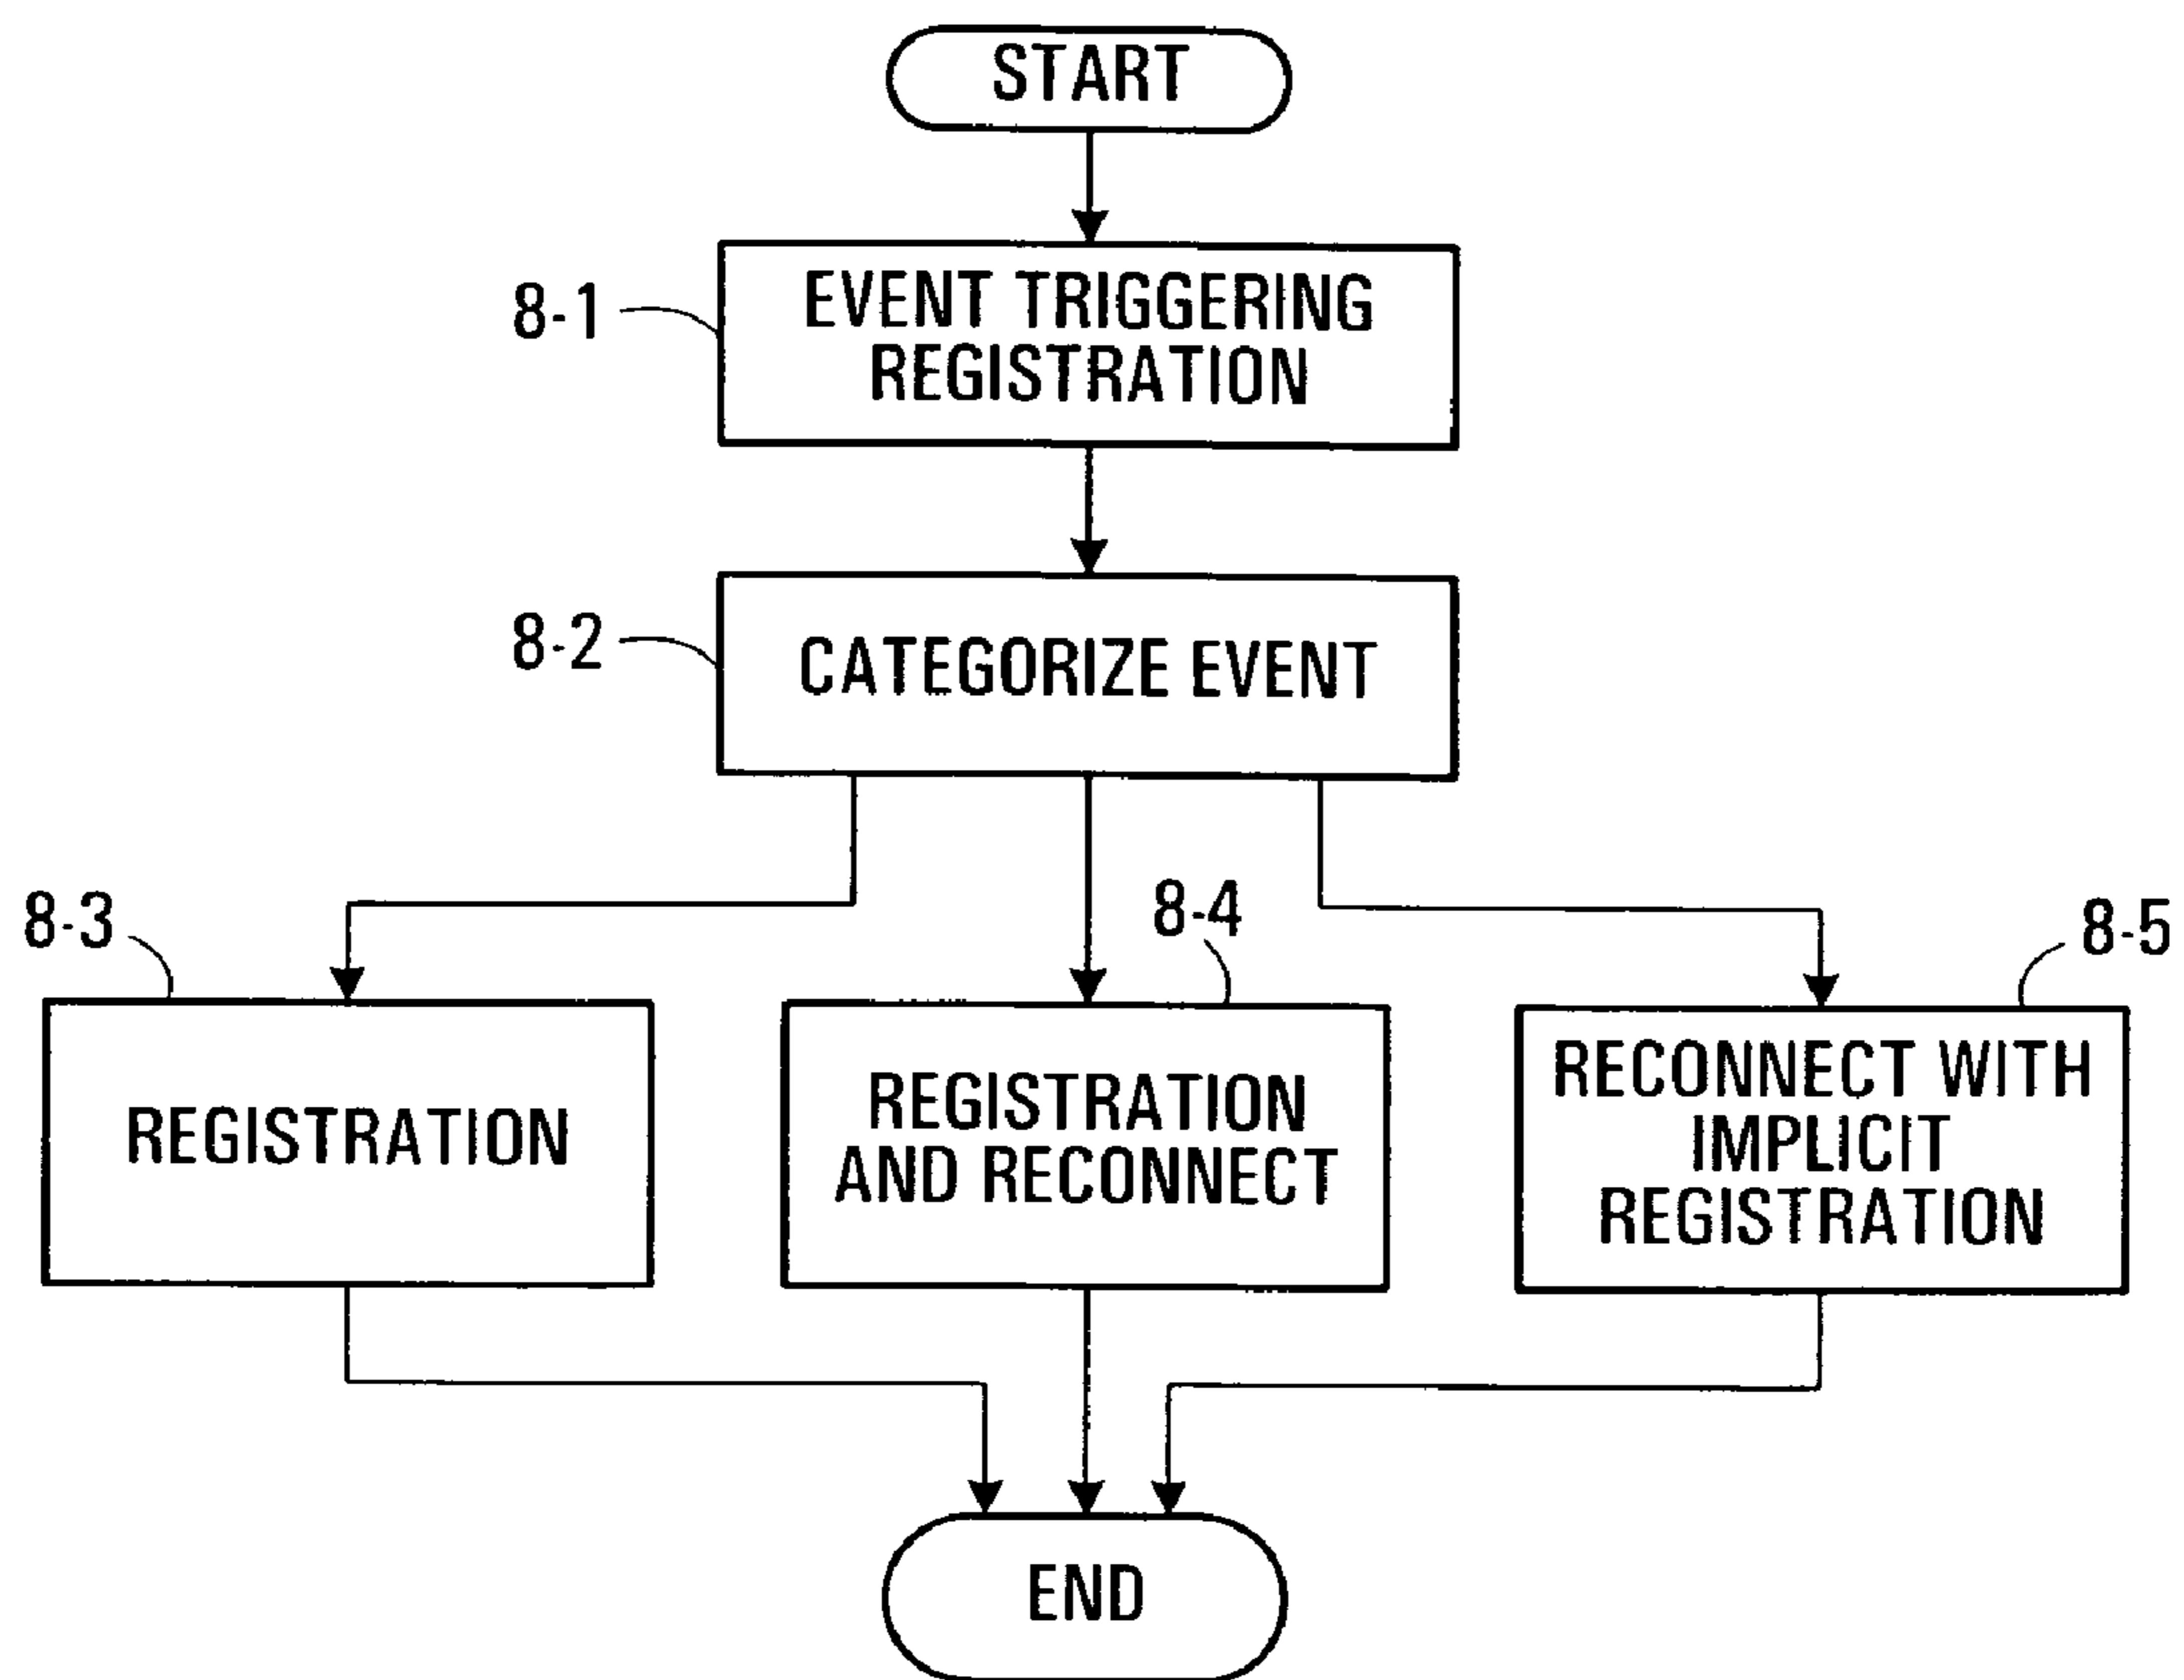 START
8-1
EVENT TRIGGERING
REGISTRATION
8-2
CATEGORIZE EVENT
8-3
8-4
8-5
REGISTRATION
REGISTRATION
AND RECONNECT
RECONNECT WITH
IMPLICIT
REGISTRATION
END